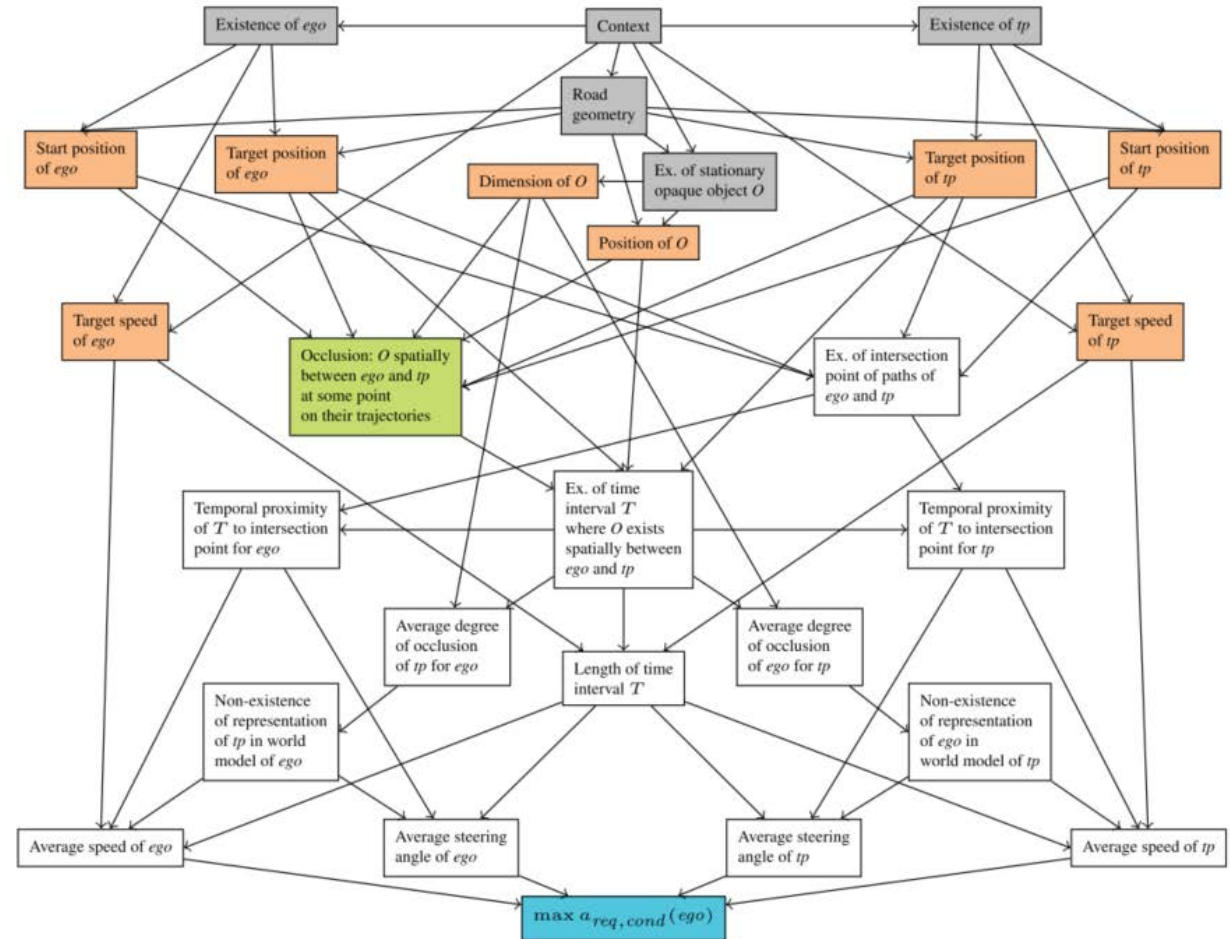 Existence of ego
Context
Existence of tp
Road
geometry
Start position
of ego
Target position
of ego
Dimension of O
Ex. of stationary
opaque object O
Target position
of tp
Start position
of tp
Position of O
Target speed
of ego
Occlusion: O spatially
between ego and tp
at some point
on their trajectories
Ex. of intersection
point of paths of
ego and tp
Target speed
of tp
Temporal proximity
of T to intersection
point for ego
Ex. of time
interval T
where O exists
spatially between
ego and tp
Temporal proximity
of T to intersection
point for tp
Average degree
of occlusion
of tp for ego
Length of time
interval T
Average degree
of occlusion
of ego for tp
Non-existence
of representation
of tp in world
model of ego
Non-existence
of representation
of ego in
world model of tp
Average speed of ego
Average steering
angle of ego
Average steering
angle of tp
Average speed of tp
max a_req,cond(ego)